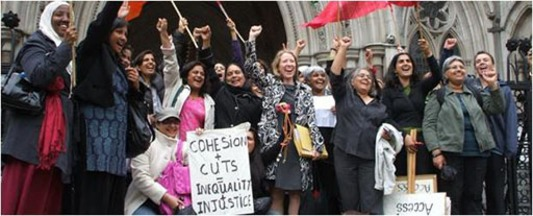 COHESION
+
CUTS
=
INEQUALITY
INJUSTICE
Access